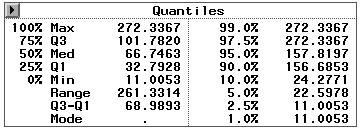 Quantiles
100% Max 272.3367 99.0% 272.3367
75% Q3 101.7820 97.5% 272.3367
50% Med 66.7463 95.0% 157.8197
25% Q1 32.7928 90.0% 156.6853
0% Min 11.0053 10.0% 24.2771
Range 261.3314 5.0% 22.5978
Q3-Q1 68.9893 2.5% 11.0053
Mode . 1.0% 11.0053